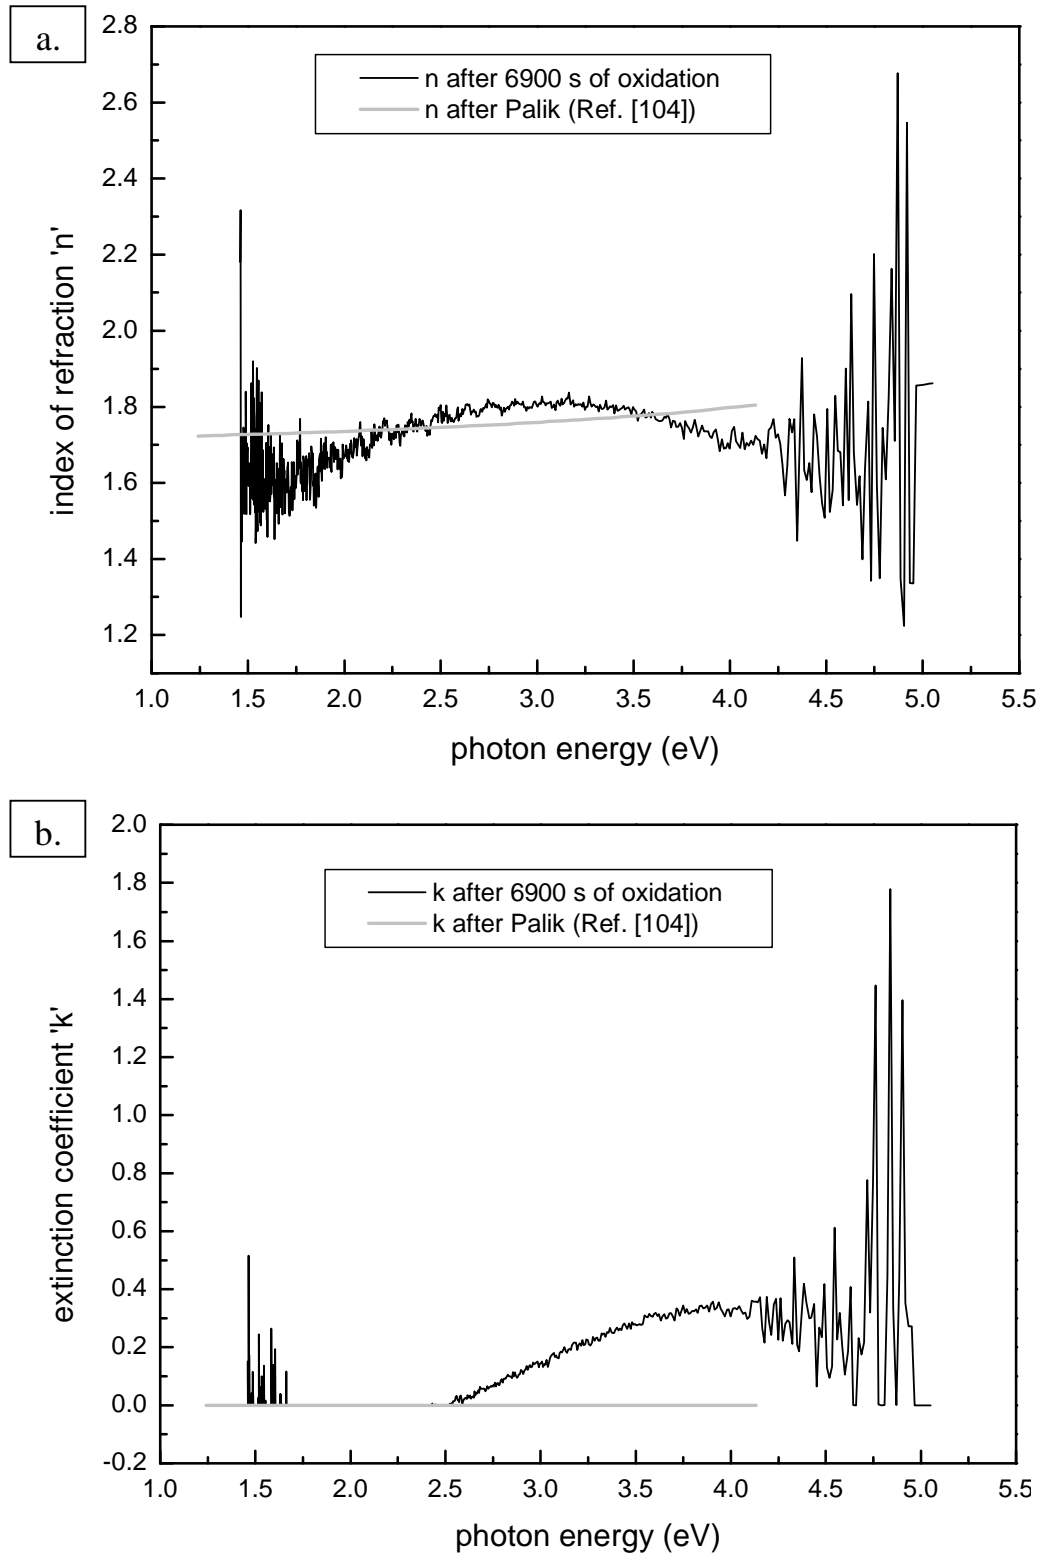 a.
2.8
2.6
2.4
2.2
2.0
1.8
1.6
1.4
1.2
index of refraction 'n'
n after 6900 s of oxidation
n after Palik (Ref. [104])
1.0 1.5 2.0 2.5 3.0 3.5 4.0 4.5 5.0 5.5
photon energy (eV)
b.
2.0
1.8
1.6
1.4
1.2
1.0
0.8
0.6
0.4
0.2
0.0
-0.2
extinction coefficient 'k'
k after 6900 s of oxidation
k after Palik (Ref. [104])
1.0 1.5 2.0 2.5 3.0 3.5 4.0 4.5 5.0 5.5
photon energy (eV)